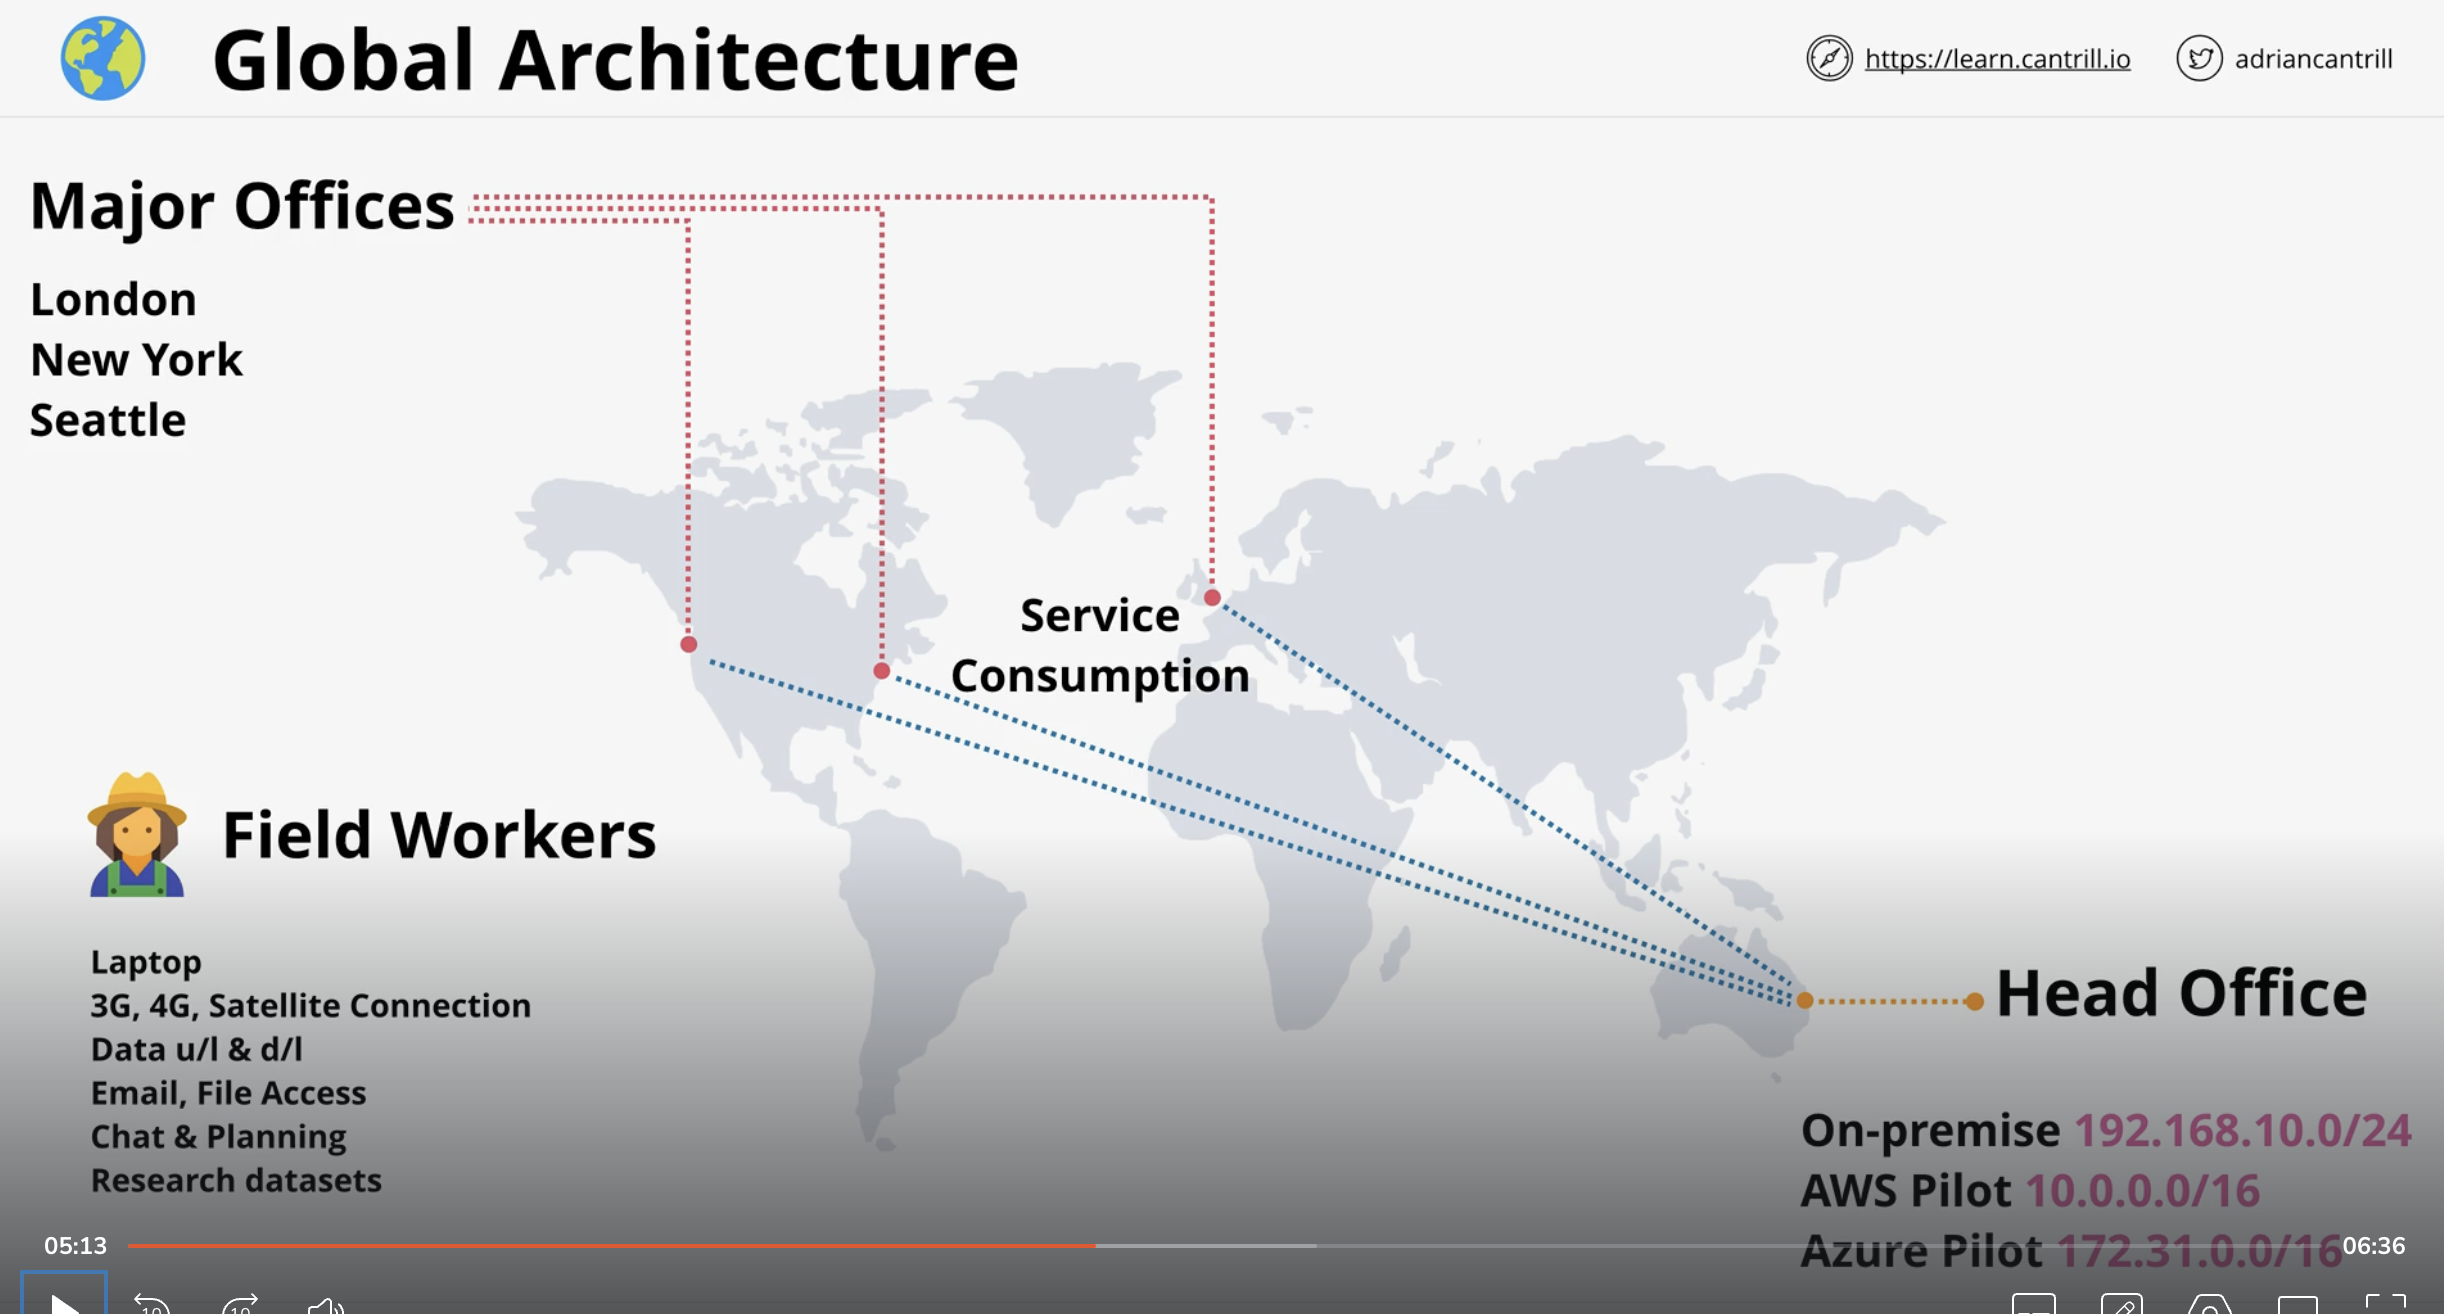 Global Architecture
https://learn.cantrill.io
adriancantrill
Major Offices
London
New York
Seattle
Service
Consumption
Field Workers
Laptop
3G, 4G, Satellite Connection
Data u/l & d/l
Email, File Access
Chat & Planning
Research datasets
Head Office
On-premise 192.168.10.0/24
AWS Pilot 10.0.0.0/16
Azure Pilot 172.31.0.0/16
05:13
06:36
10
10